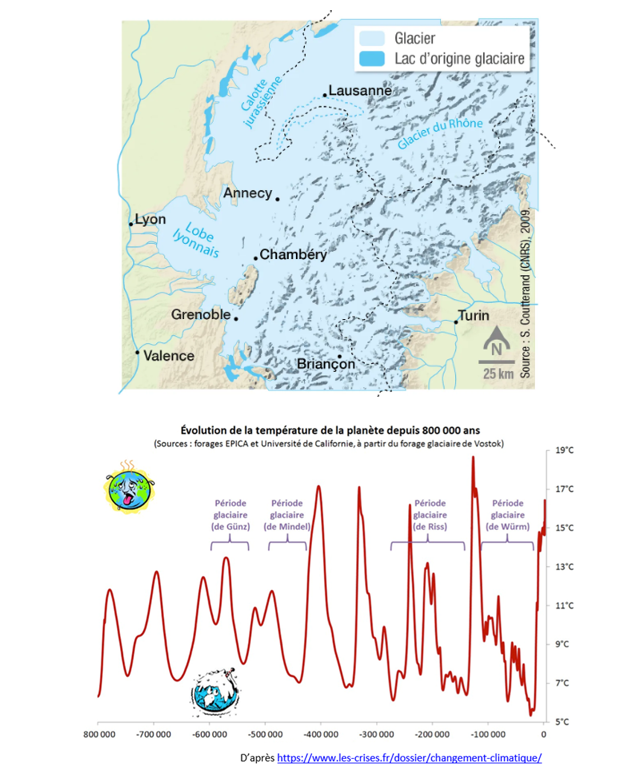 Glacier
Lac d'origine glaciaire
Calotte
jurassienne
Lausanne
Glacier du Rhône
Annecy
Lyon
Lobe
lyonnais
Chambéry
Grenoble
Turin
Valence
Briançon
N
25 km
Source : S. Coutterand (CNRS), 2009.
Évolution de la température de la planète depuis 800 000 ans
(Sources : forages EPICA et Université de Californie, à partir du forage glaciaire de Vostok)
19°C
17°C
15°C
13°C
11°C
9°C
7°C
5°C
Période
glaciaire
(de Günz)
Période
glaciaire
(de Mindel)
Période
glaciaire
(de Riss)
Période
glaciaire
(de Würm)
800 000 -700 000 -600 000 -500 000 -400 000 -300 000 -200 000 -100 000 0
D'après https://www.les-crises.fr/dossier/changement-climatique/